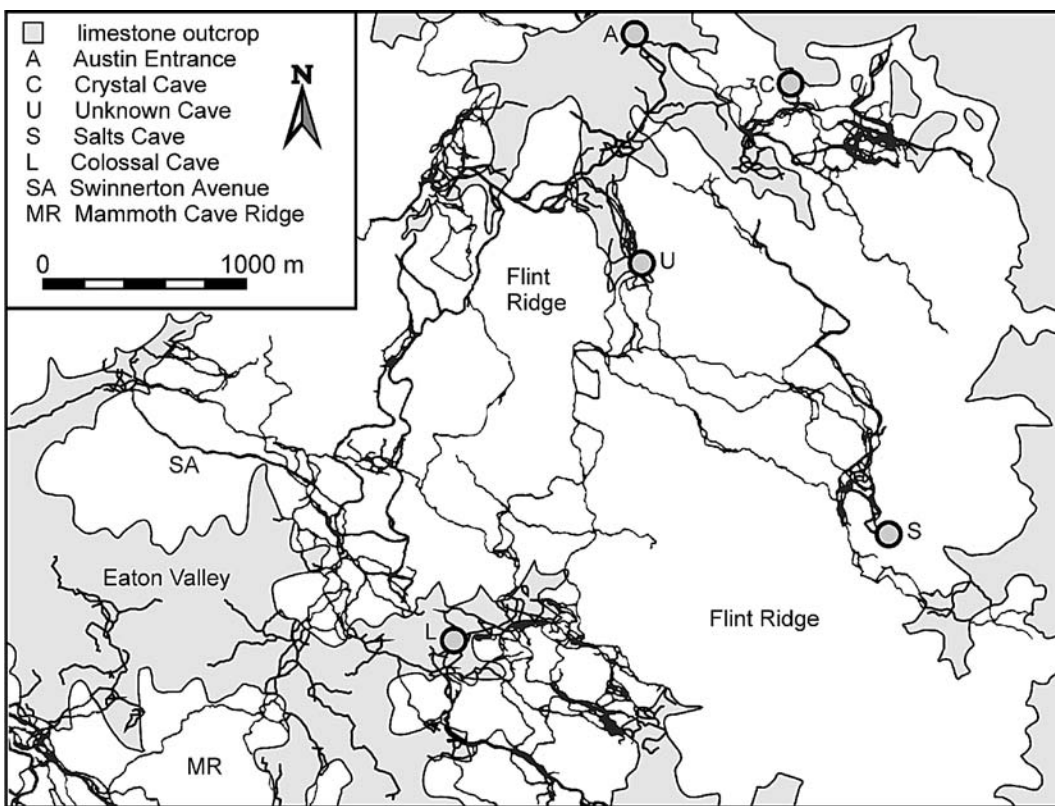 limestone outcrop
A Austin Entrance
C Crystal Cave
U Unknown Cave
S Salts Cave
L Colossal Cave
SA Swinnerton Avenue
MR Mammoth Cave Ridge
N
0 1000 m
A
C
U
Flint
Ridge
SA
S
Eaton Valley
Flint Ridge
L
MR